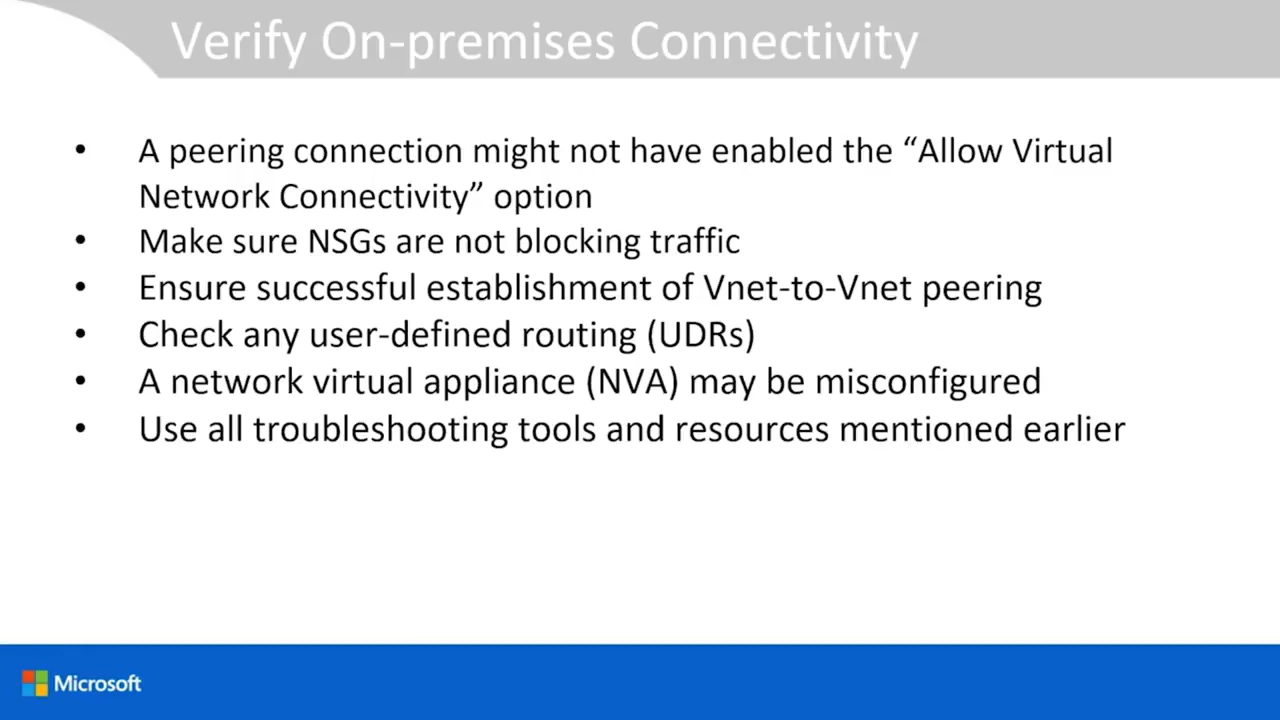 Verify On-premises Connectivity
• A peering connection might not have enabled the “Allow Virtual
Network Connectivity” option
• Make sure NSGs are not blocking traffic
• Ensure successful establishment of Vnet-to-Vnet peering
• Check any user-defined routing (UDRs)
• A network virtual appliance (NVA) may be misconfigured
• Use all troubleshooting tools and resources mentioned earlier
Microsoft